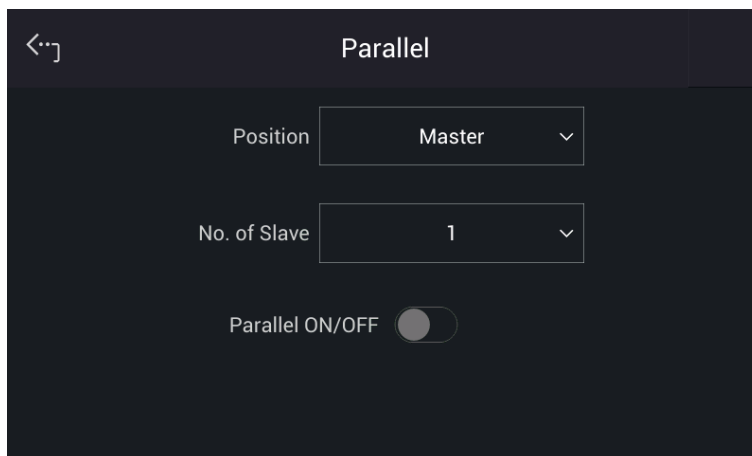 Parallel
Position Master
No. of Slave 1
Parallel ON/OFF